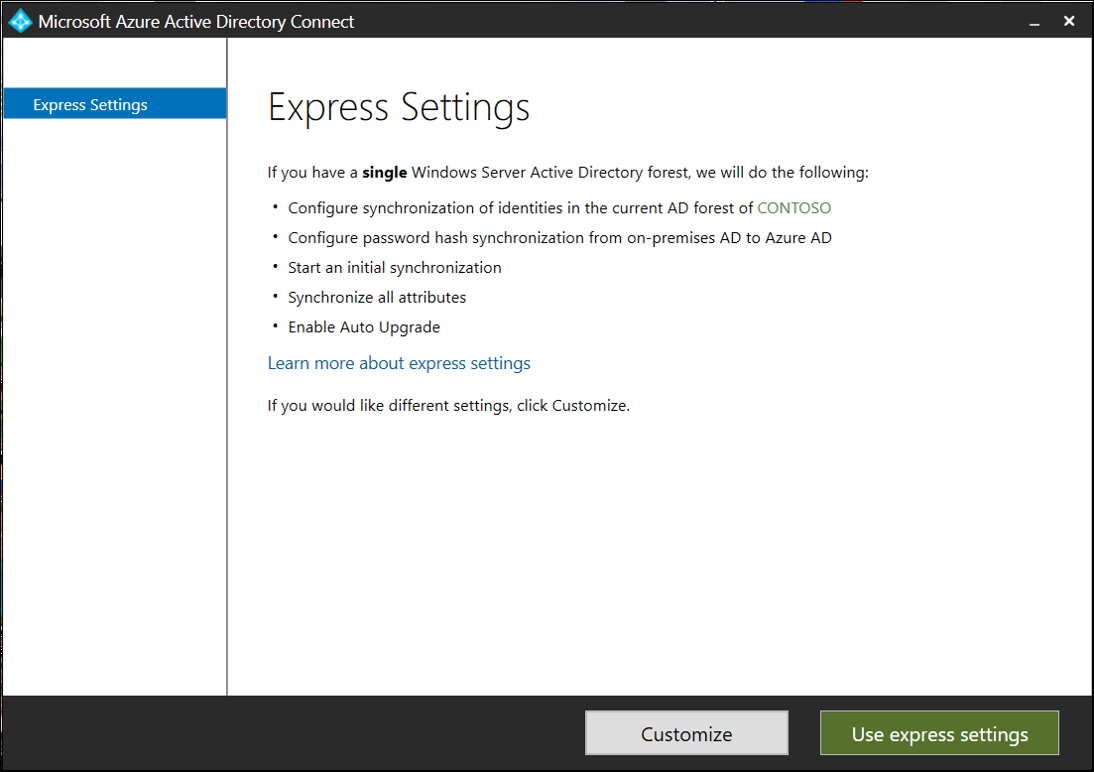 Microsoft Azure Active Directory Connect
Express Settings
Express Settings
If you have a single Windows Server Active Directory forest, we will do the following:
• Configure synchronization of identities in the current AD forest of CONTOSO
• Configure password hash synchronization from on-premises AD to Azure AD
• Start an initial synchronization
• Synchronize all attributes
• Enable Auto Upgrade
Learn more about express settings
If you would like different settings, click Customize.
Customize
Use express settings